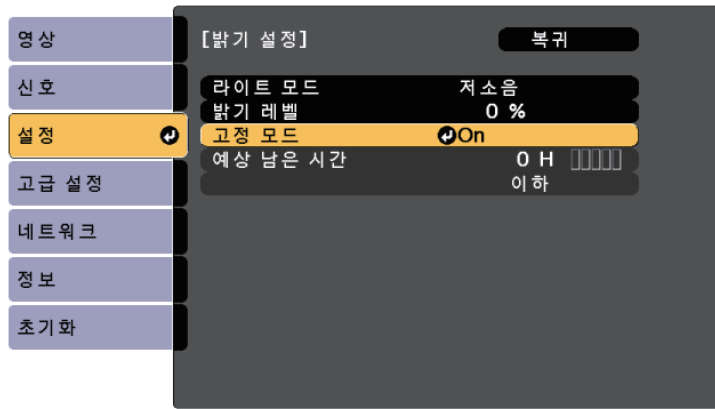 영상
신호
설정
고급 설정
네트워크
정보
초기화
[밝기 설정]
복귀
라이트 모드 저소음
밝기 레벨 0 %
고정 모드 On
예상 남은 시간 0 H
이하